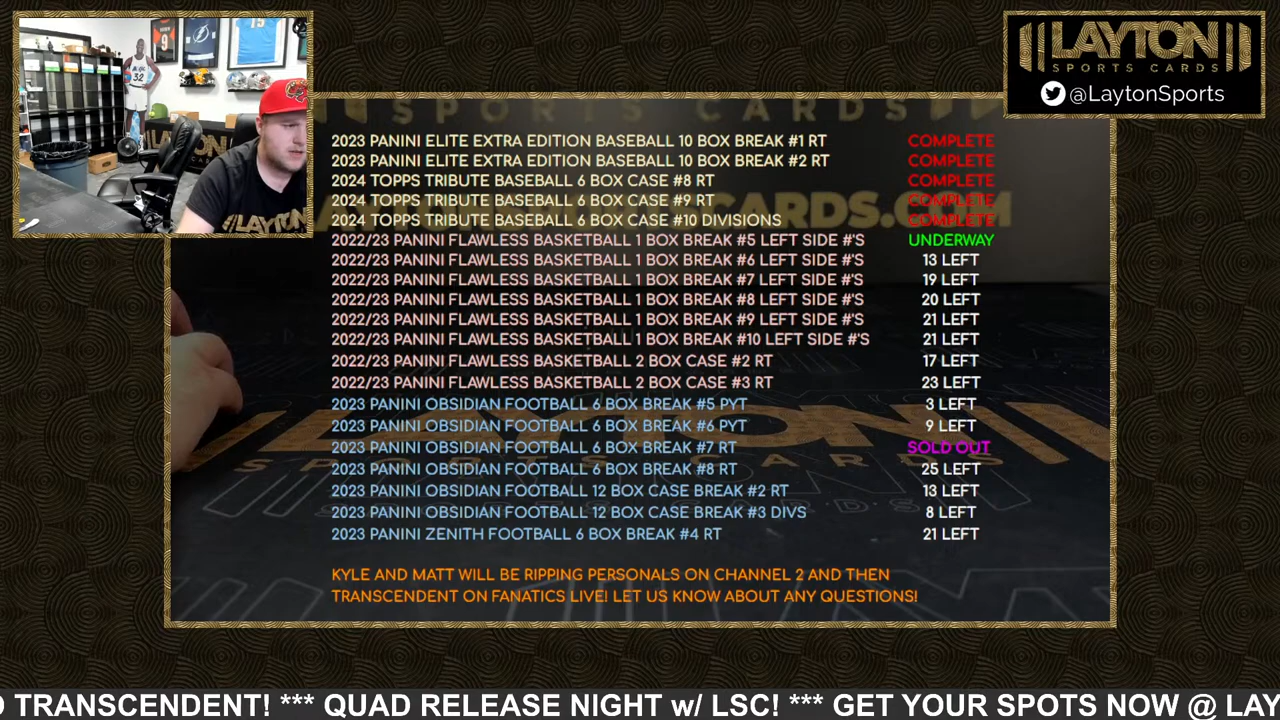 LAYTON
SPORTS CARDS
@LaytonSports
SPORTS CARDS
2023 PANINI ELITE EXTRA EDITION BASEBALL 10 BOX BREAK #1 RT COMPLETE
2023 PANINI ELITE EXTRA EDITION BASEBALL 10 BOX BREAK #2 RT COMPLETE
2024 TOPPS TRIBUTE BASEBALL 6 BOX CASE #8 RT COMPLETE
2024 TOPPS TRIBUTE BASEBALL 6 BOX CASE #9 RT COMPLETE
2024 TOPPS TRIBUTE BASEBALL 6 BOX CASE #10 DIVISIONS COMPLETE
2022/23 PANINI FLAWLESS BASKETBALL 1 BOX BREAK #5 LEFT SIDE #'S UNDERWAY
2022/23 PANINI FLAWLESS BASKETBALL 1 BOX BREAK #6 LEFT SIDE #'S 13 LEFT
2022/23 PANINI FLAWLESS BASKETBALL 1 BOX BREAK #7 LEFT SIDE #'S 19 LEFT
2022/23 PANINI FLAWLESS BASKETBALL 1 BOX BREAK #8 LEFT SIDE #'S 20 LEFT
2022/23 PANINI FLAWLESS BASKETBALL 1 BOX BREAK #9 LEFT SIDE #'S 21 LEFT
2022/23 PANINI FLAWLESS BASKETBALL 1 BOX BREAK #10 LEFT SIDE #'S 21 LEFT
2022/23 PANINI FLAWLESS BASKETBALL 2 BOX CASE #2 RT 17 LEFT
2022/23 PANINI FLAWLESS BASKETBALL 2 BOX CASE #3 RT 23 LEFT
2023 PANINI OBSIDIAN FOOTBALL 6 BOX BREAK #5 PYT 3 LEFT
2023 PANINI OBSIDIAN FOOTBALL 6 BOX BREAK #6 PYT 9 LEFT
2023 PANINI OBSIDIAN FOOTBALL 6 BOX BREAK #7 RT SOLD OUT
2023 PANINI OBSIDIAN FOOTBALL 6 BOX BREAK #8 RT 25 LEFT
2023 PANINI OBSIDIAN FOOTBALL 12 BOX CASE BREAK #2 RT 13 LEFT
2023 PANINI OBSIDIAN FOOTBALL 12 BOX CASE BREAK #3 DIVS 8 LEFT
2023 PANINI ZENITH FOOTBALL 6 BOX BREAK #4 RT 21 LEFT
KYLE AND MATT WILL BE RIPPING PERSONALS ON CHANNEL 2 AND THEN
TRANSCENDENT ON FANATICS LIVE! LET US KNOW ABOUT ANY QUESTIONS!
TRANSCENDENT! *** QUAD RELEASE NIGHT w/ LSC! *** GET YOUR SPOTS NOW @ LAY